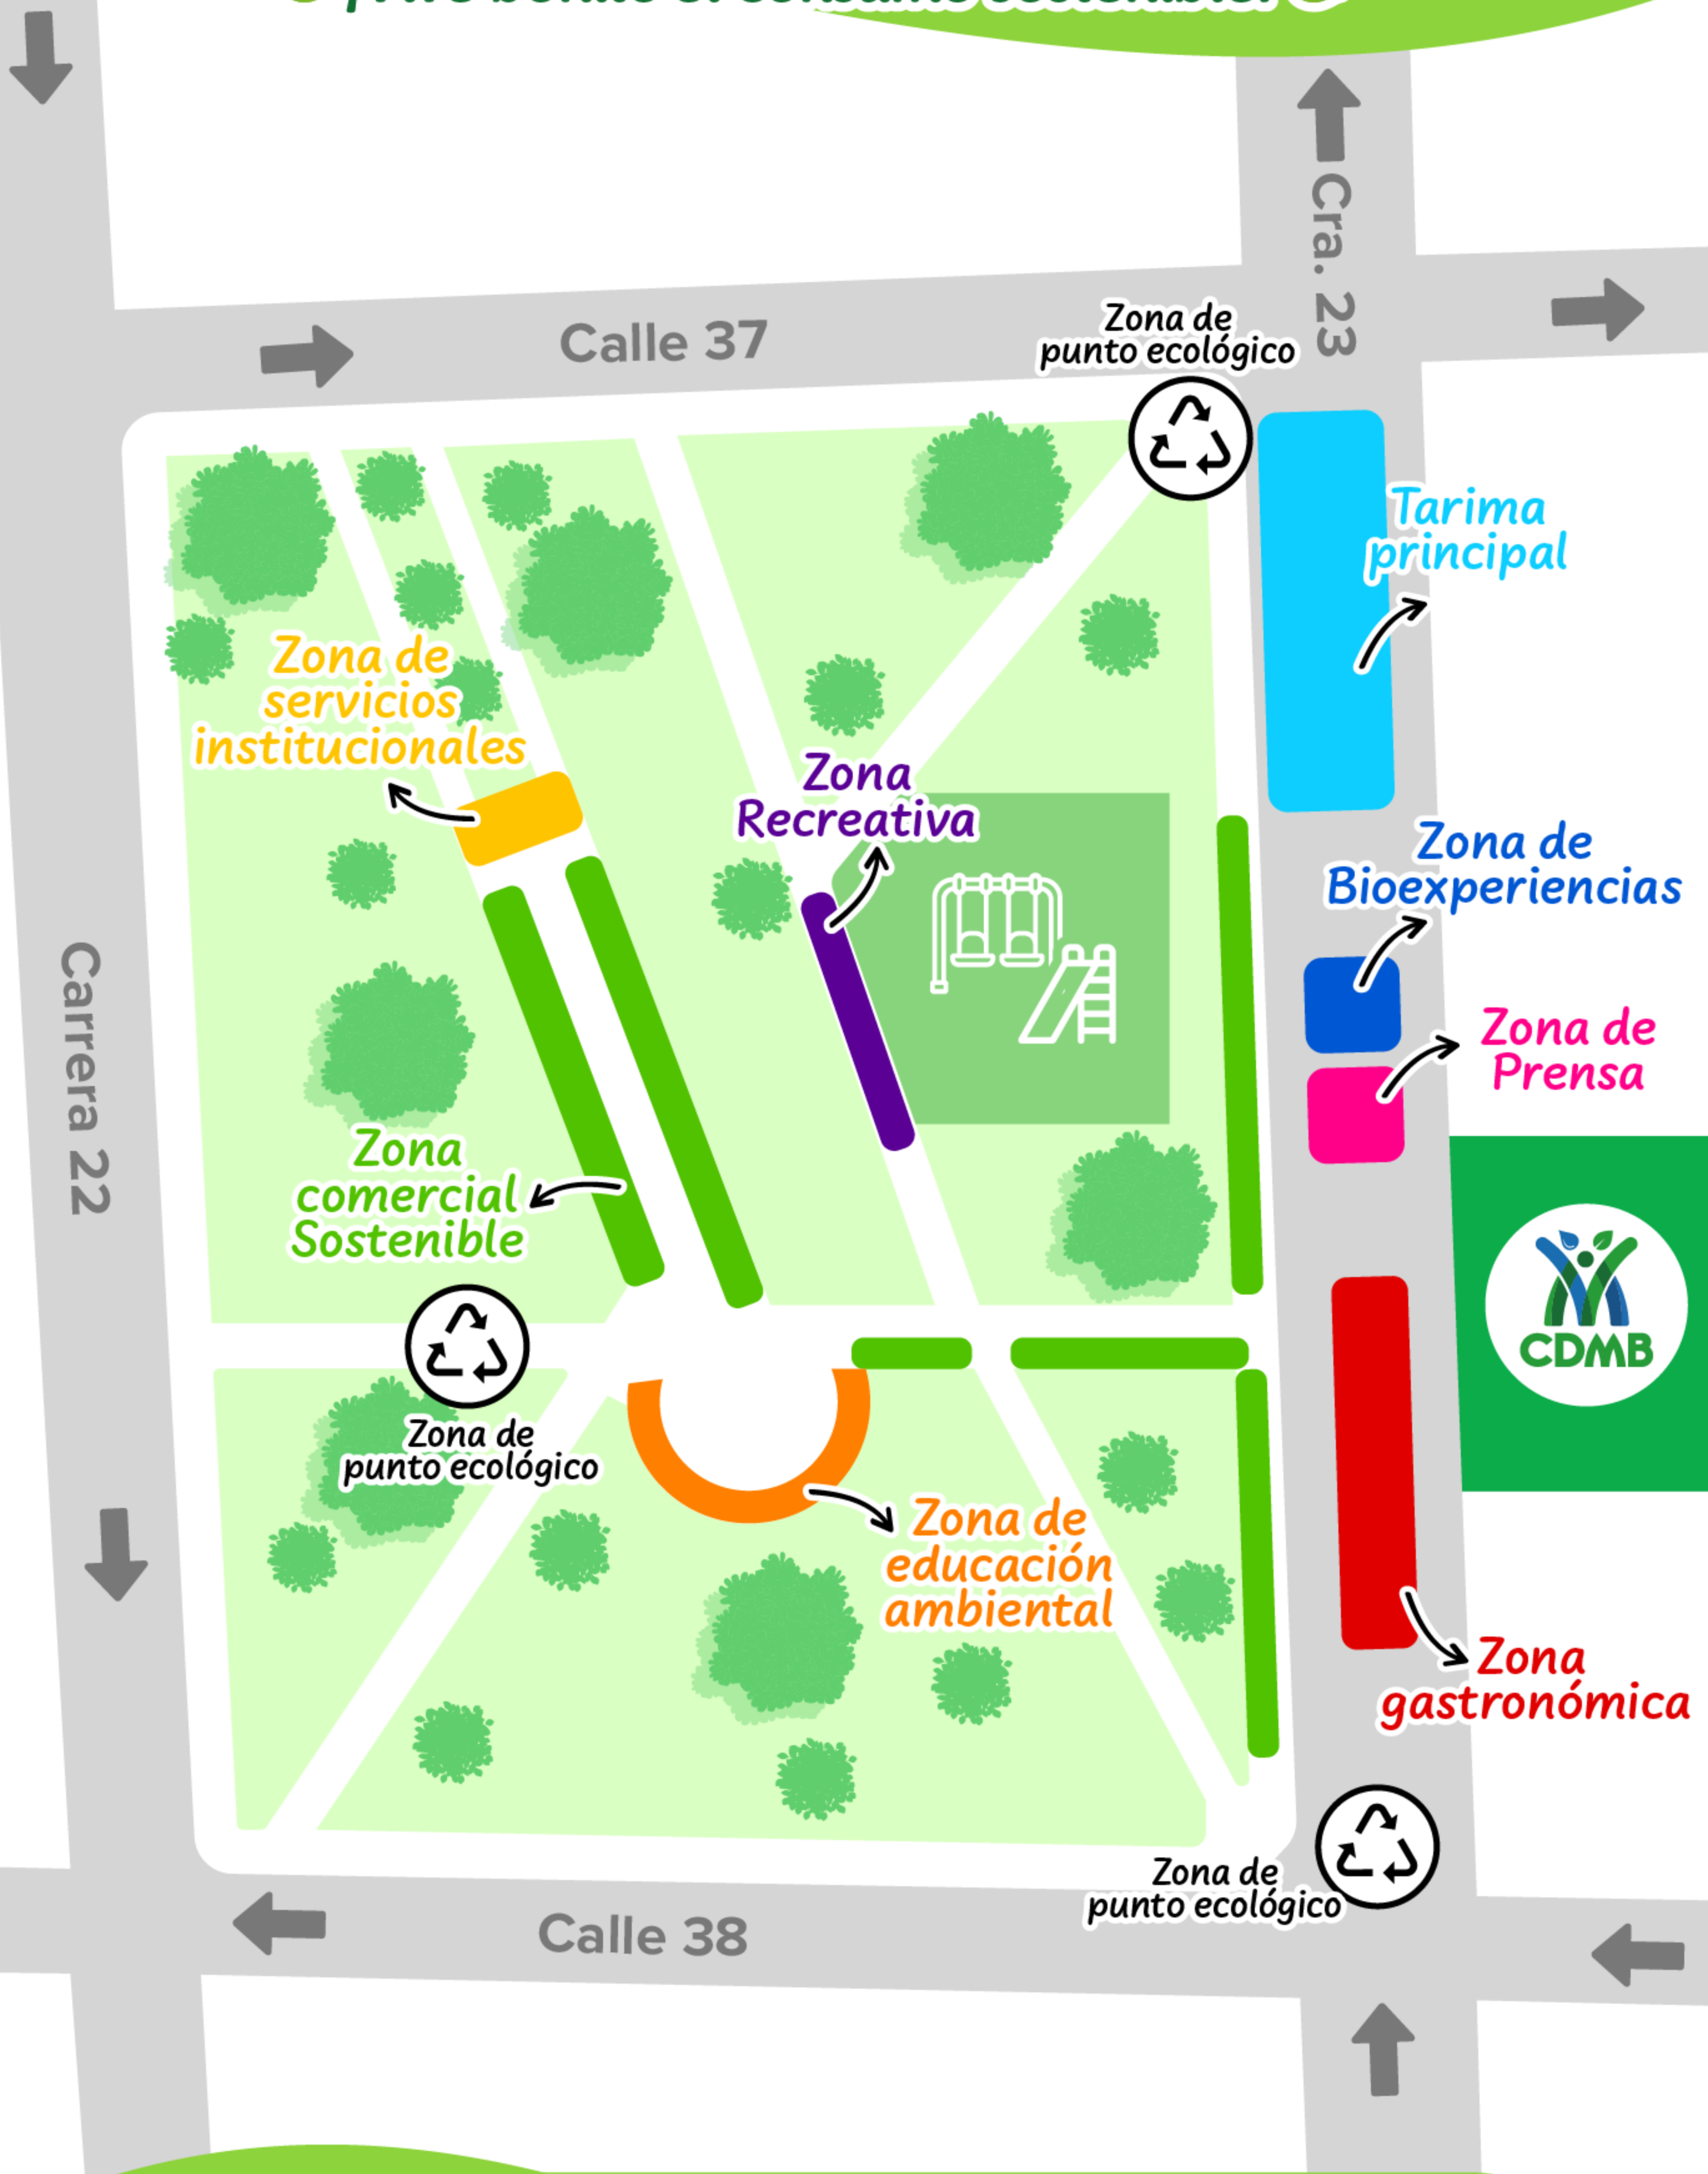 Cra. 23
Calle 37
Zona de
punto ecológico
Tarima
principal
Zona de
servicios
institucionales
Zona
Recreativa
Zona de
Bioexperiencias
Carrera 22
Zona de
Prensa
Zona
comercial
Sostenible
CDMB
Zona de
punto ecológico
Zona de
educación
ambiental
Zona
gastronómica
Zona de
punto ecológico
Calle 38